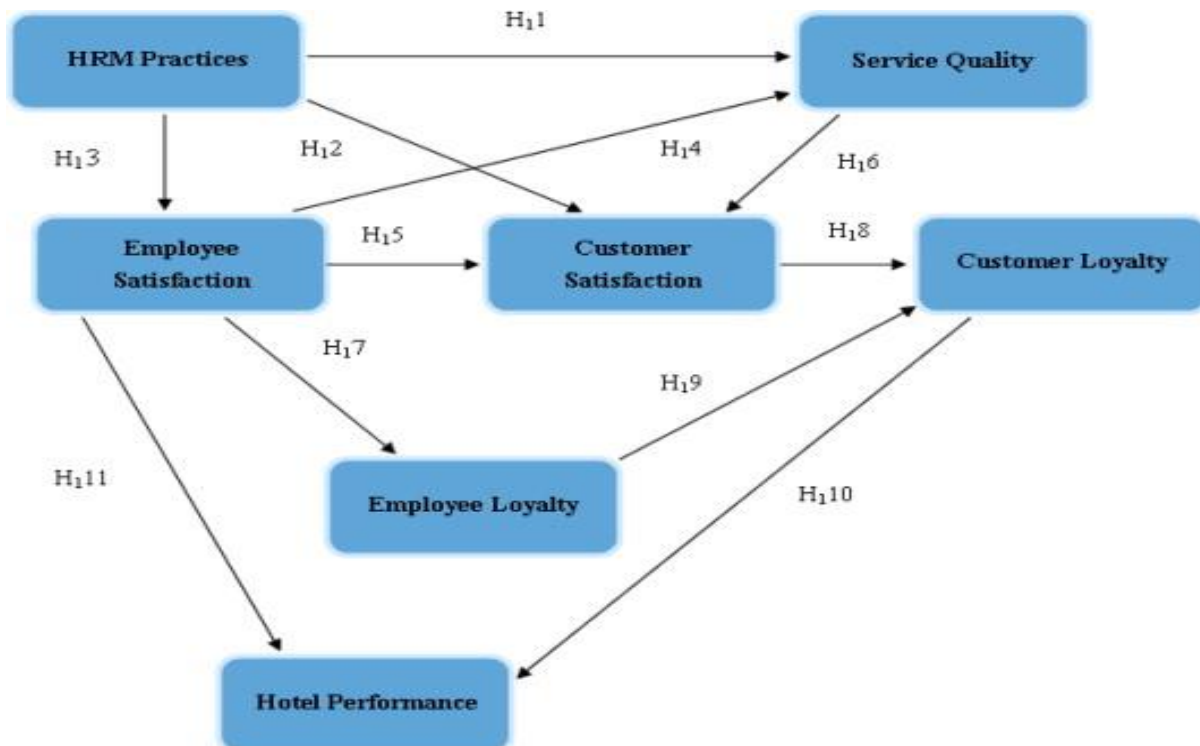 H₁1
HRM Practices
Service Quality
H₁3
H₁2
H₁4
H₁6
Employee
Satisfaction
H₁5
Customer
Satisfaction
H₁8
Customer Loyalty
H₁7
H₁9
H₁11
Employee Loyalty
H₁10
Hotel Performance